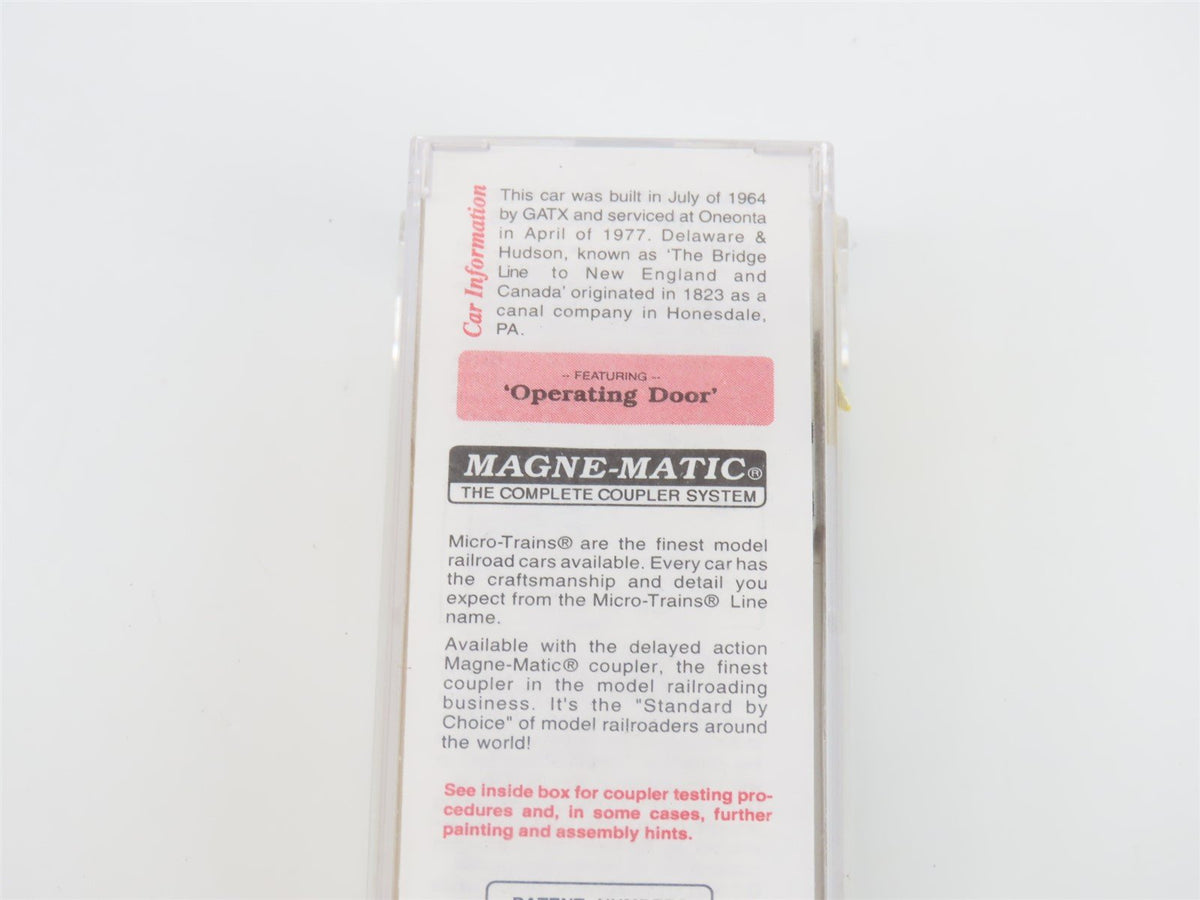 Car Information
This car was built in July of 1964
by GATX and serviced at Oneonta
in April of 1977. Delaware &
Hudson, known as 'The Bridge
Line to New England and
Canada' originated in 1823 as a
canal company in Honesdale,
PA.
-- FEATURING --
'Operating Door'
MAGNE-MATIC®
THE COMPLETE COUPLER SYSTEM
Micro-Trains® are the finest model
railroad cars available. Every car has
the craftsmanship and detail you
expect from the Micro-Trains® Line
name.
Available with the delayed action
Magne-Matic® coupler, the finest
coupler in the model railroading
business. It's the "Standard by
Choice" of model railroaders around
the world!
See inside box for coupler testing pro-
cedures and, in some cases, further
painting and assembly hints.